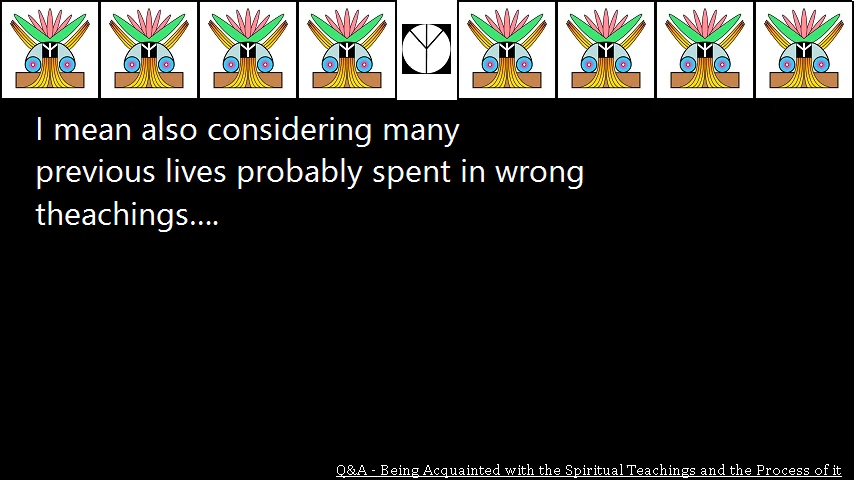 I mean also considering many
previous lives probably spent in wrong
theachings....
Q&A - Being Acquainted with the Spiritual Teachings and the Process of it